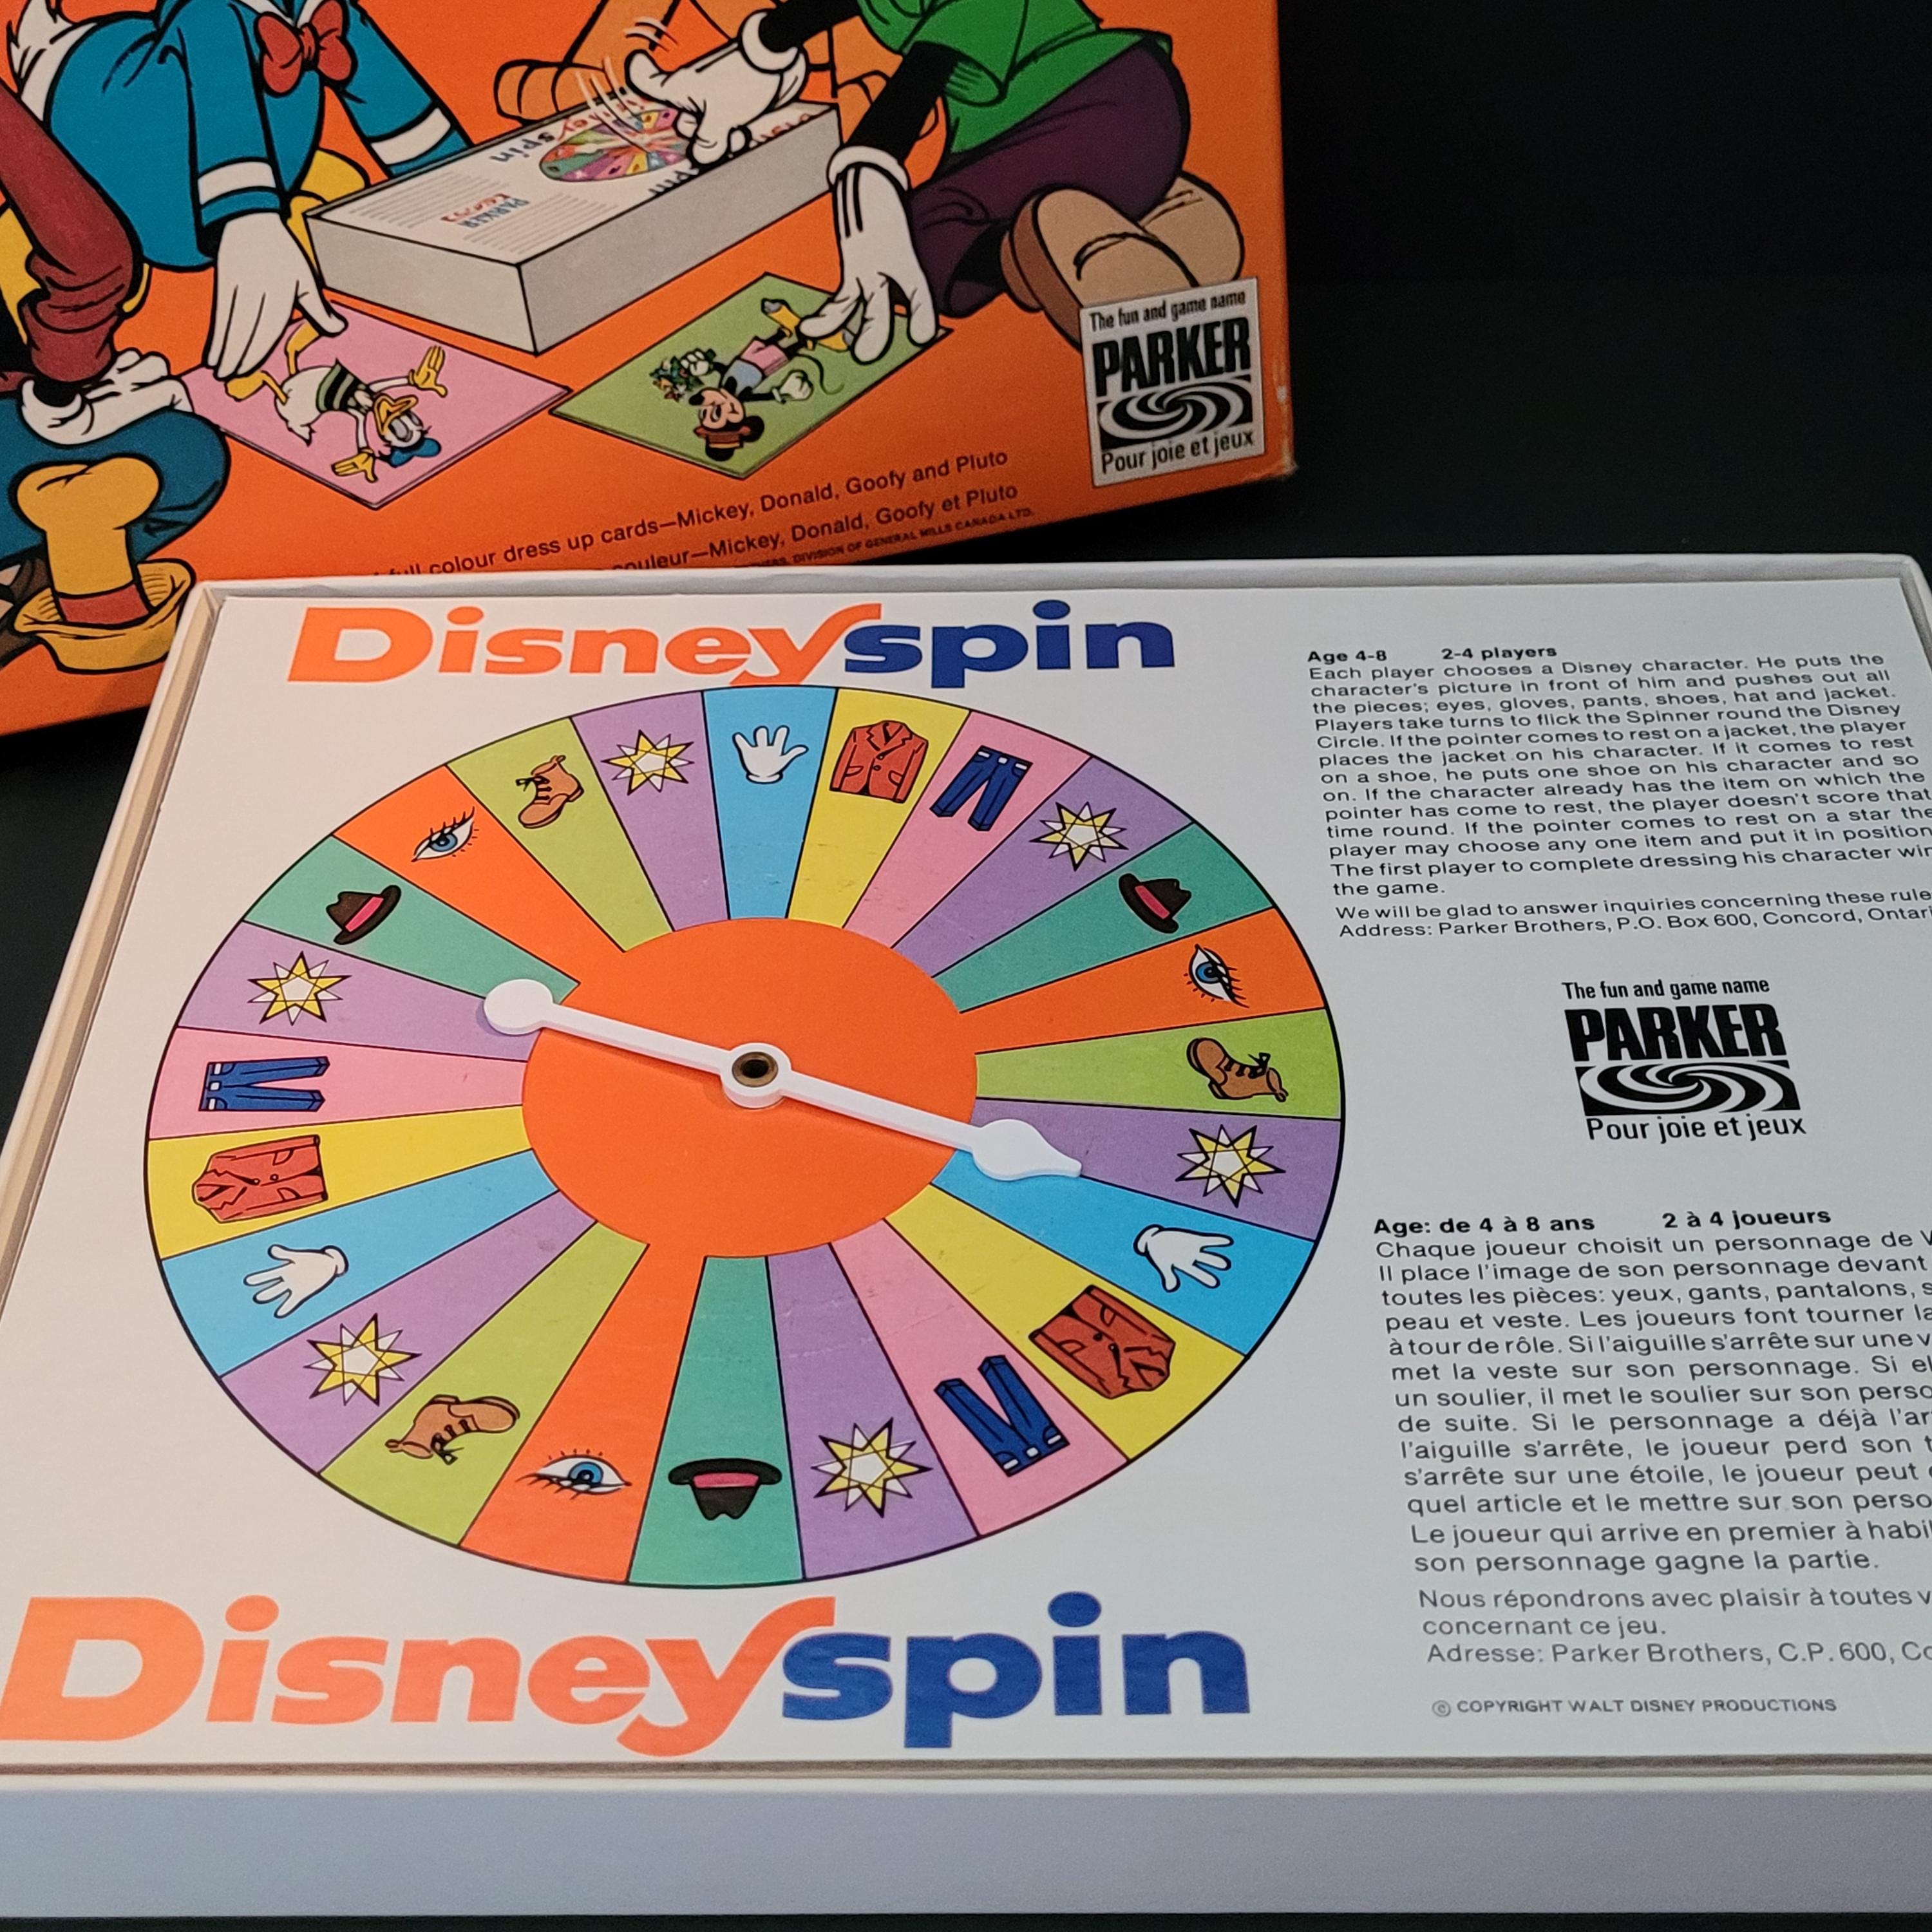 Disney spin
PARKER
The fun and game name
PARKER
Pour joie et jeux
full colour dress up cards—Mickey, Donald, Goofy and Pluto
couleur—Mickey, Donald, Goofy et Pluto
DIVISION OF GENERAL MILLS CANADA LTD.
Disneyspin
Age 4-8 2-4 players
Each player chooses a Disney character. He puts the
character's picture in front of him and pushes out all
the pieces; eyes, gloves, pants, shoes, hat and jacket.
Players take turns to flick the Spinner round the Disney
Circle. If the pointer comes to rest on a jacket, the player
places the jacket on his character. If it comes to rest
on a shoe, he puts one shoe on his character and so
on. If the character already has the item on which the
pointer has come to rest, the player doesn't score that
time round. If the pointer comes to rest on a star the
player may choose any one item and put it in position
The first player to complete dressing his character
the game.
We will be glad to answer inquiries concerning these
Address: Parker Brothers, P.O. Box 600, Concord,
The fun and game name
PARKER
Pour joie et jeux
Age: de 4 à 8 ans 2 à 4 joueurs
Chaque joueur choisit un personnage de
Il place l'image de son personnage devant
toutes les pièces: yeux, gants, pantalons,
peau et veste. Les joueurs font tourner
à tour de rôle. Si l'aiguille s'arrête sur une
met la veste sur son personnage. Si
un soulier, il met le soulier sur son
de suite. Si le personnage a déjà
l'aiguille s'arrête, le joueur perd son
s'arrête sur une étoile, le joueur peut
quel article et le mettre sur son
Le joueur qui arrive en premier à
son personnage gagne la partie.
Nous répondrons avec plaisir à toutes
concernant ce jeu.
Adresse: Parker Brothers, C.P. 600,
© COPYRIGHT WALT DISNEY PRODUCTIONS
Disneyspin